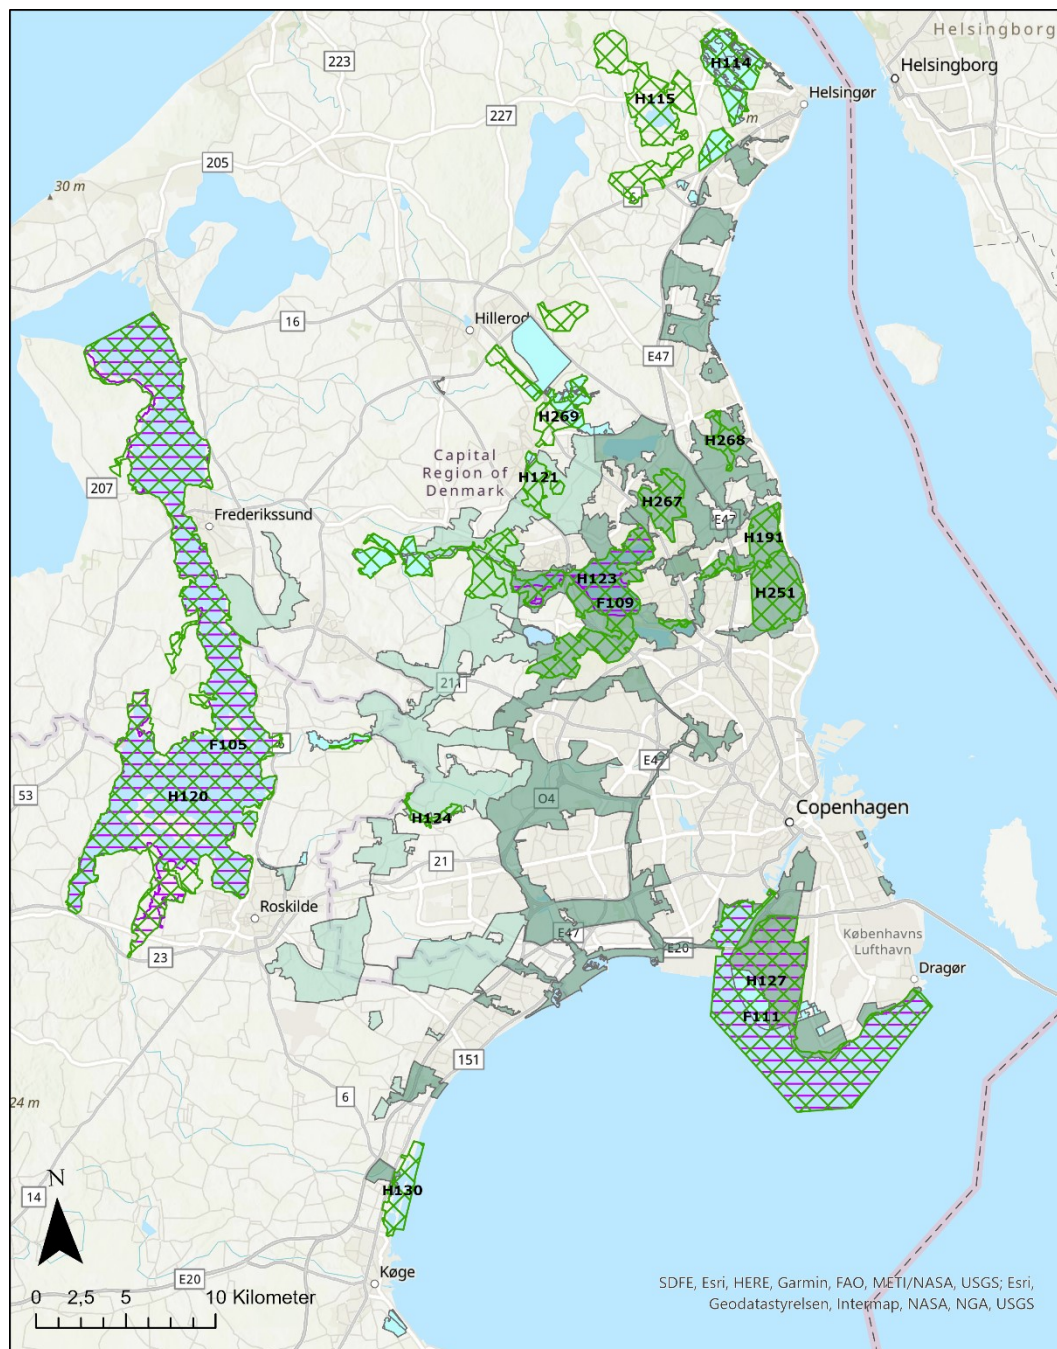 Helsingborg
223
H114
Helsingborg
H115
Helsingør
227
205
30 m
16
Hillerod
E47
H269
H268
Capital
Region of
Denmark
H121
207
H267
Frederikssund
E47
H191
H123
H251
F109
211
F105
E4
53
H120
O4
Copenhagen
H124
21
Roskilde
Københavns
Lufthavn
E47
E20
23
Dragør
H127
F111
151
6
24 m
N
14
H130
E20
Køge
0 2,5 5 10 Kilometer
SDFE, Esri, HERE, Garmin, FAO, METI/NASA, USGS; Esri,
Geodatastyrelsen, Intermap, NASA, NGA, USGS